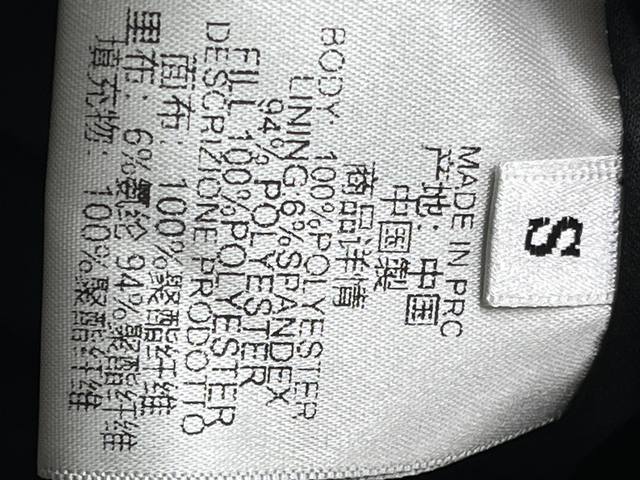 S
MADE IN PRC
产地: 中国
中国製
商品详情
BODY: 100%POLYESTER
LINING:6%SPANDEX
94% POLYESTER
FILL 100%POLYESTER
DESCRIZIONE PRODOTTO
面布: 100%聚酯纤维
里布: 6%氨纶 94%聚酯纤维
填充物: 100%聚酯纤维